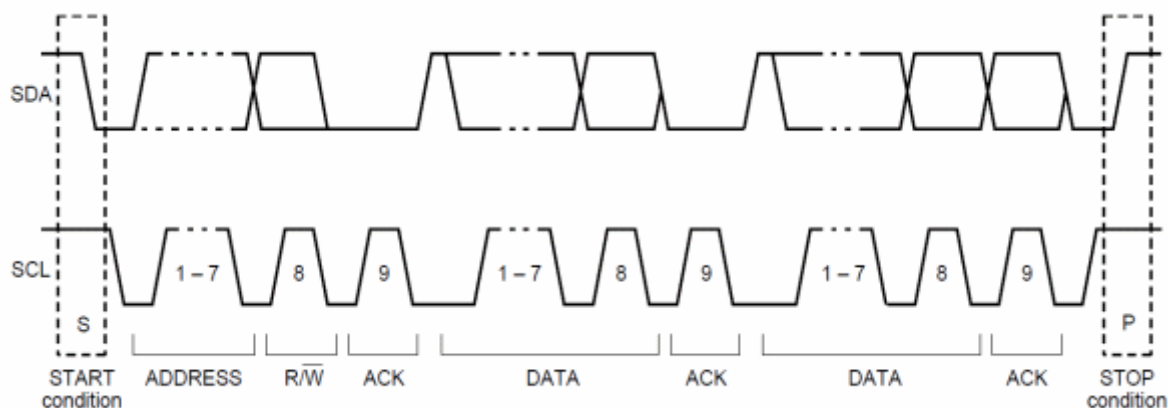 SDA
SCL
1 – 7
8
9
1 – 7
8
9
1 – 7
8
9
S
P
START
condition
ADDRESS
R/W̅
ACK
DATA
ACK
DATA
ACK
STOP
condition